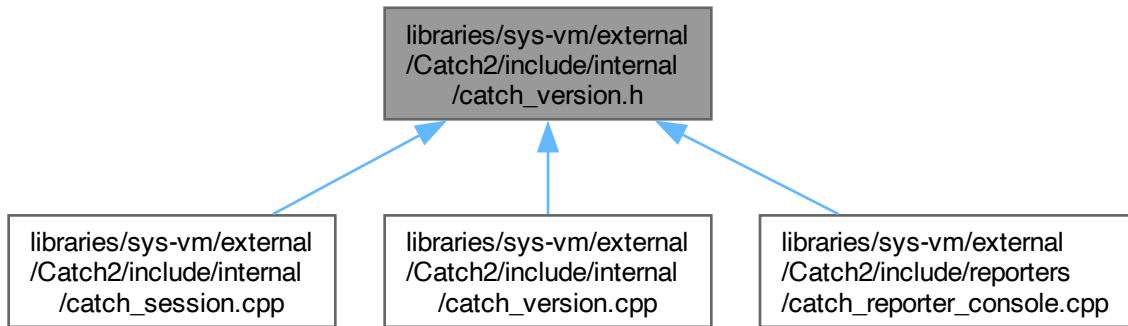 libraries/sys-vm/external
/Catch2/include/internal
/catch_version.h
libraries/sys-vm/external
/Catch2/include/internal
/catch_session.cpp
libraries/sys-vm/external
/Catch2/include/internal
/catch_version.cpp
libraries/sys-vm/external
/Catch2/include/reporters
/catch_reporter_console.cpp